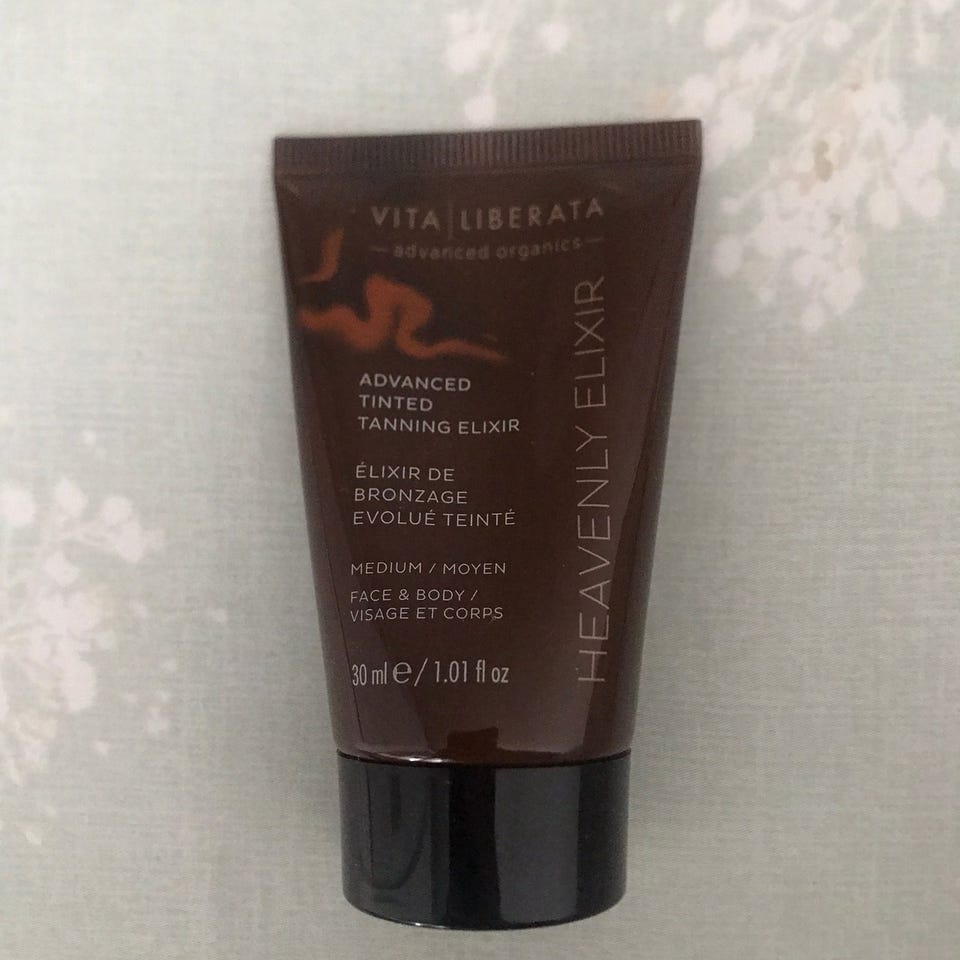 VITA | LIBERATA
— advanced organics —
ADVANCED
TINTED
TANNING ELIXIR
ÉLIXIR DE
BRONZAGE
EVOLUÉ TEINTÉ
MEDIUM / MOYEN
FACE & BODY /
VISAGE ET CORPS
30 ml ℮ / 1.01 fl oz
HEAVENLY ELIXIR